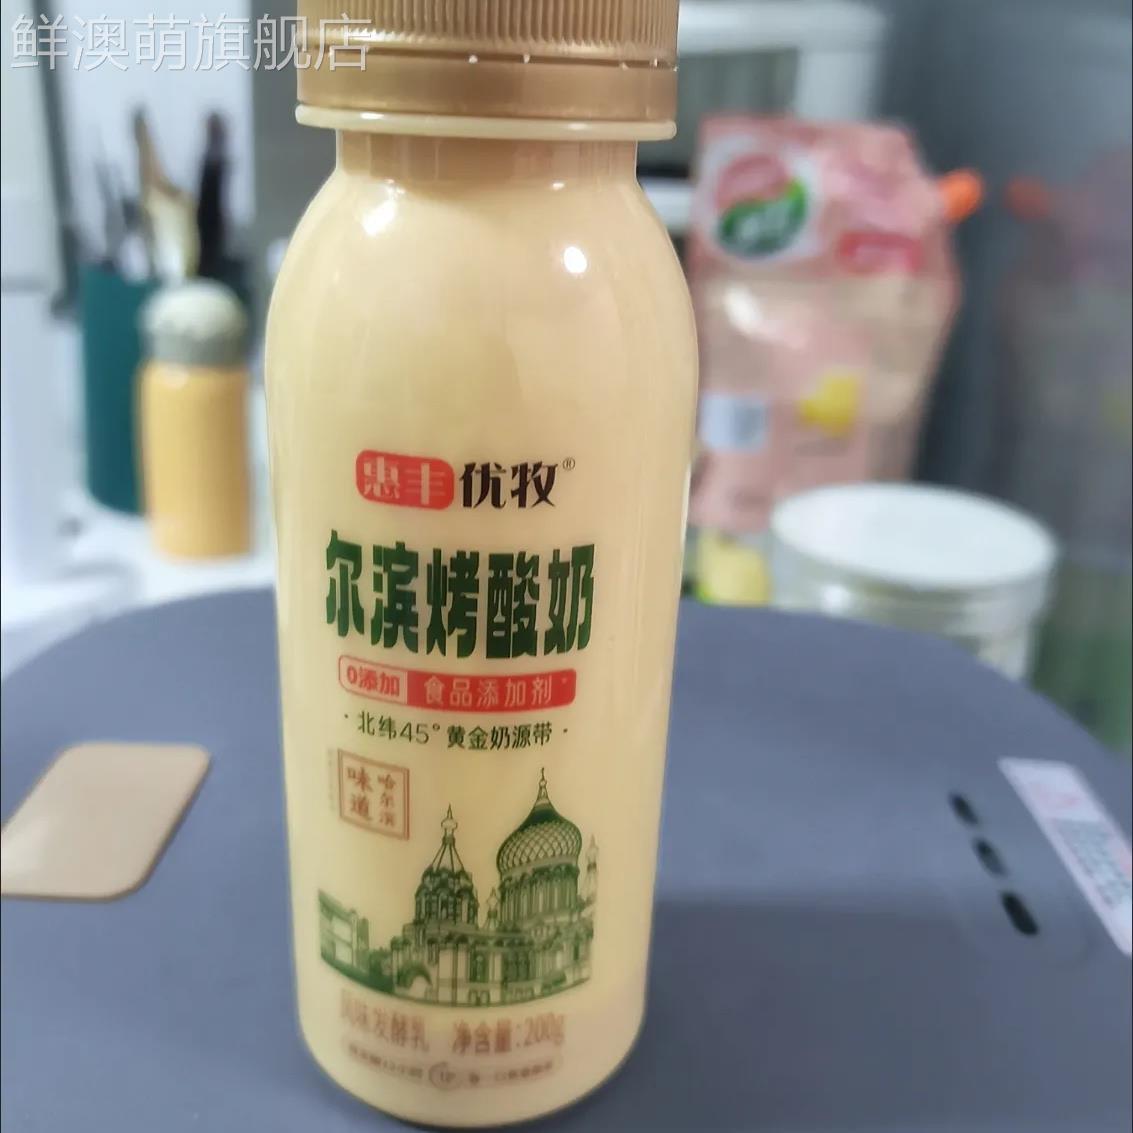 鲜澳萌旗舰店
惠丰优牧®
尔滨烤酸奶
0添加 食品添加剂
·北纬45°黄金奶源带·
哈尔滨
味道
风味发酵乳 净含量:200g